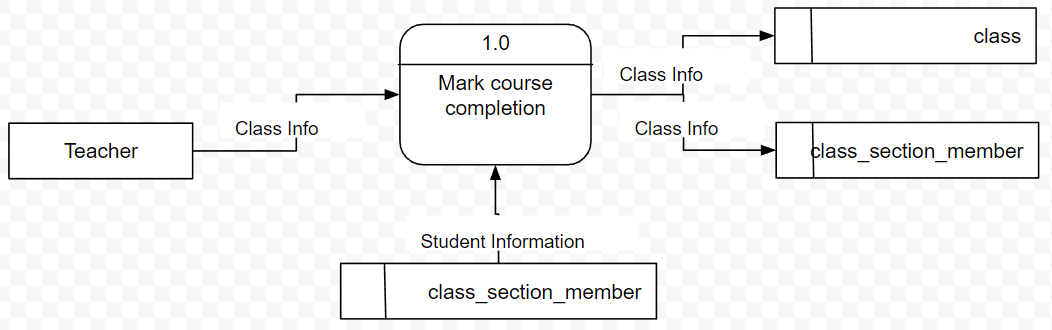 1.0
Mark course
completion
class
Class Info
Class Info
Class Info
Teacher
class_section_member
Student Information
class_section_member